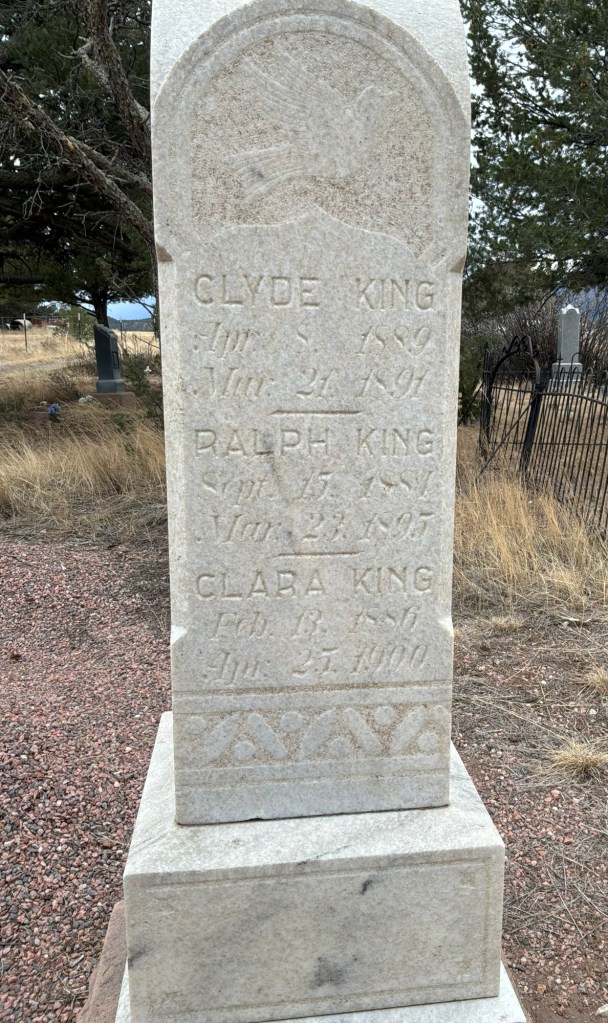 CLYDE KING
Apr. 8. 1889
Mar. 21. 1891
RALPH KING
Sept. 15. 1884
Mar. 23. 1895
CLARA KING
Feb. 13. 1886
Apr. 25. 1900